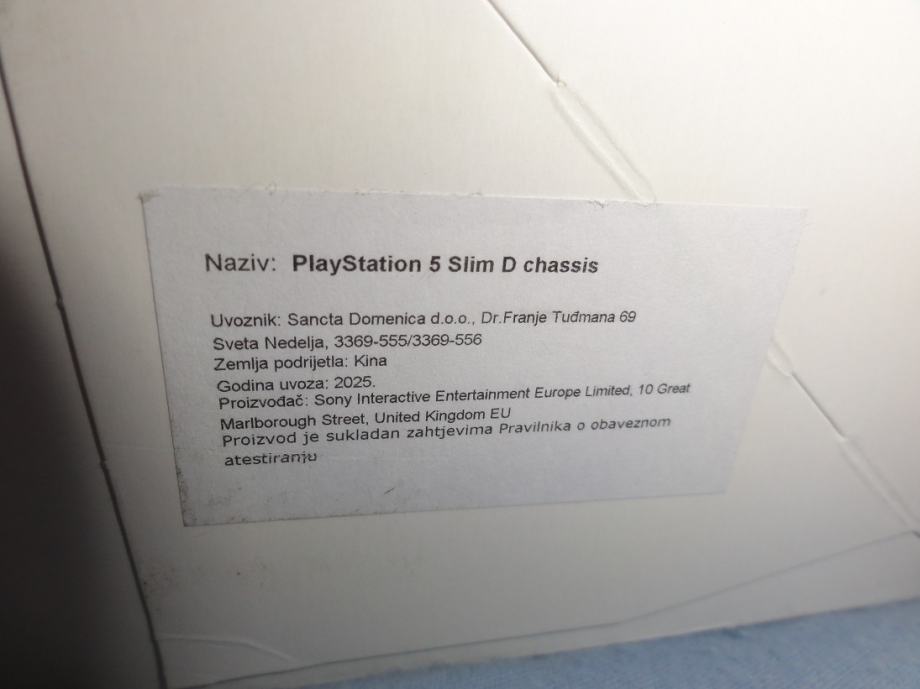 Naziv: PlayStation 5 Slim D chassis
Uvoznik: Sancta Domenica d.o.o., Dr.Franje Tuđmana 69
Sveta Nedelja, 3369-555/3369-556
Zemlja podrijetla: Kina
Godina uvoza: 2025.
Proizvođač: Sony Interactive Entertainment Europe Limited, 10 Great
Marlborough Street, United Kingdom EU
Proizvod je sukladan zahtjevima Pravilnika o obaveznom
atestiranju